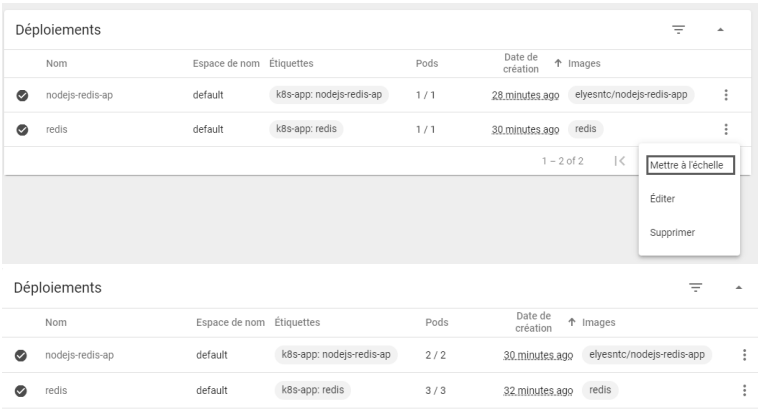 Déploiements
Nom Espace de nom Étiquettes Pods Date de création Images
nodejs-redis-ap default k8s-app: nodejs-redis-ap 1 / 1 28 minutes ago elyesntc/nodejs-redis-app
redis default k8s-app: redis 1 / 1 30 minutes ago redis
1 – 2 of 2
Mettre à l'échelle
Éditer
Supprimer
Déploiements
Nom Espace de nom Étiquettes Pods Date de création Images
nodejs-redis-ap default k8s-app: nodejs-redis-ap 2 / 2 30 minutes ago elyesntc/nodejs-redis-app
redis default k8s-app: redis 3 / 3 32 minutes ago redis